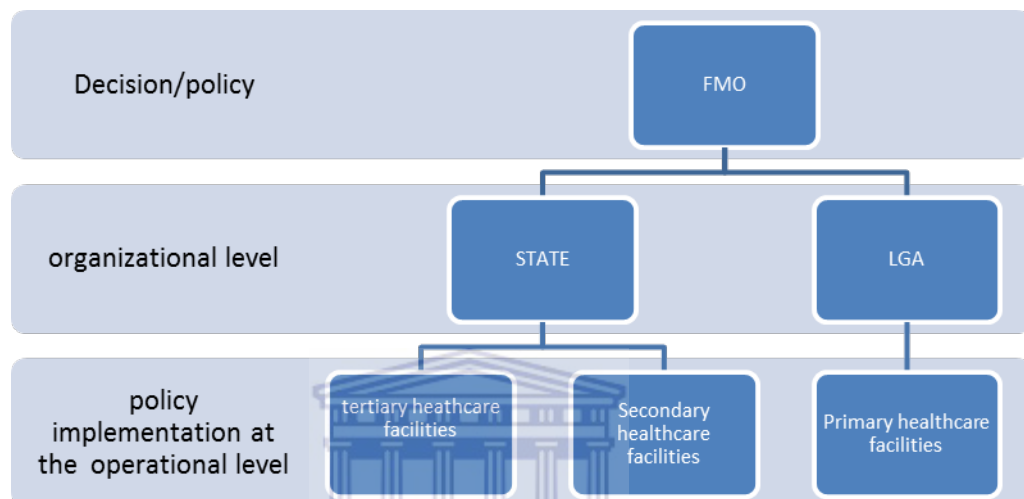 Decision/policy
FMO
organizational level
STATE
LGA
policy
implementation at
the operational level
tertiary heathcare
facilities
Secondary
healthcare
facilities
Primary healthcare
facilities